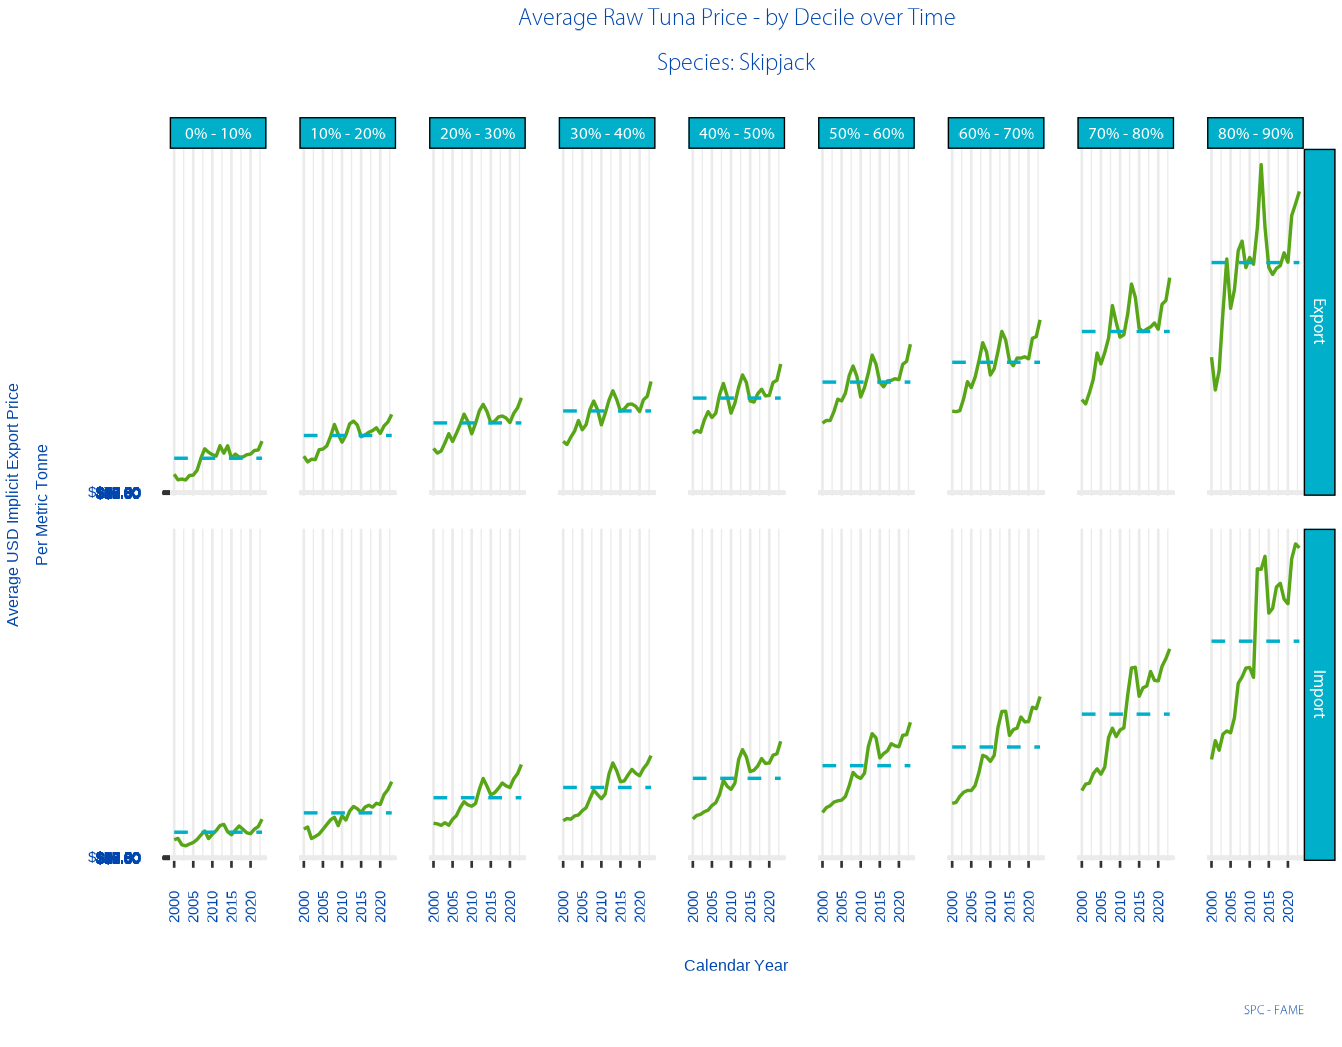 Average Raw Tuna Price - by Decile over Time
Species: Skipjack
0% - 10% 10% - 20% 20% - 30% 30% - 40% 40% - 50% 50% - 60% 60% - 70% 70% - 80% 80% - 90%
Export
Import
Average USD Implicit Export Price
Per Metric Tonne
2000 2005 2010 2015 2020 2000 2005 2010 2015 2020 2000 2005 2010 2015 2020 2000 2005 2010 2015 2020 2000 2005 2010 2015 2020 2000 2005 2010 2015 2020 2000 2005 2010 2015 2020 2000 2005 2010 2015 2020 2000 2005 2010 2015 2020
Calendar Year
SPC - FAME